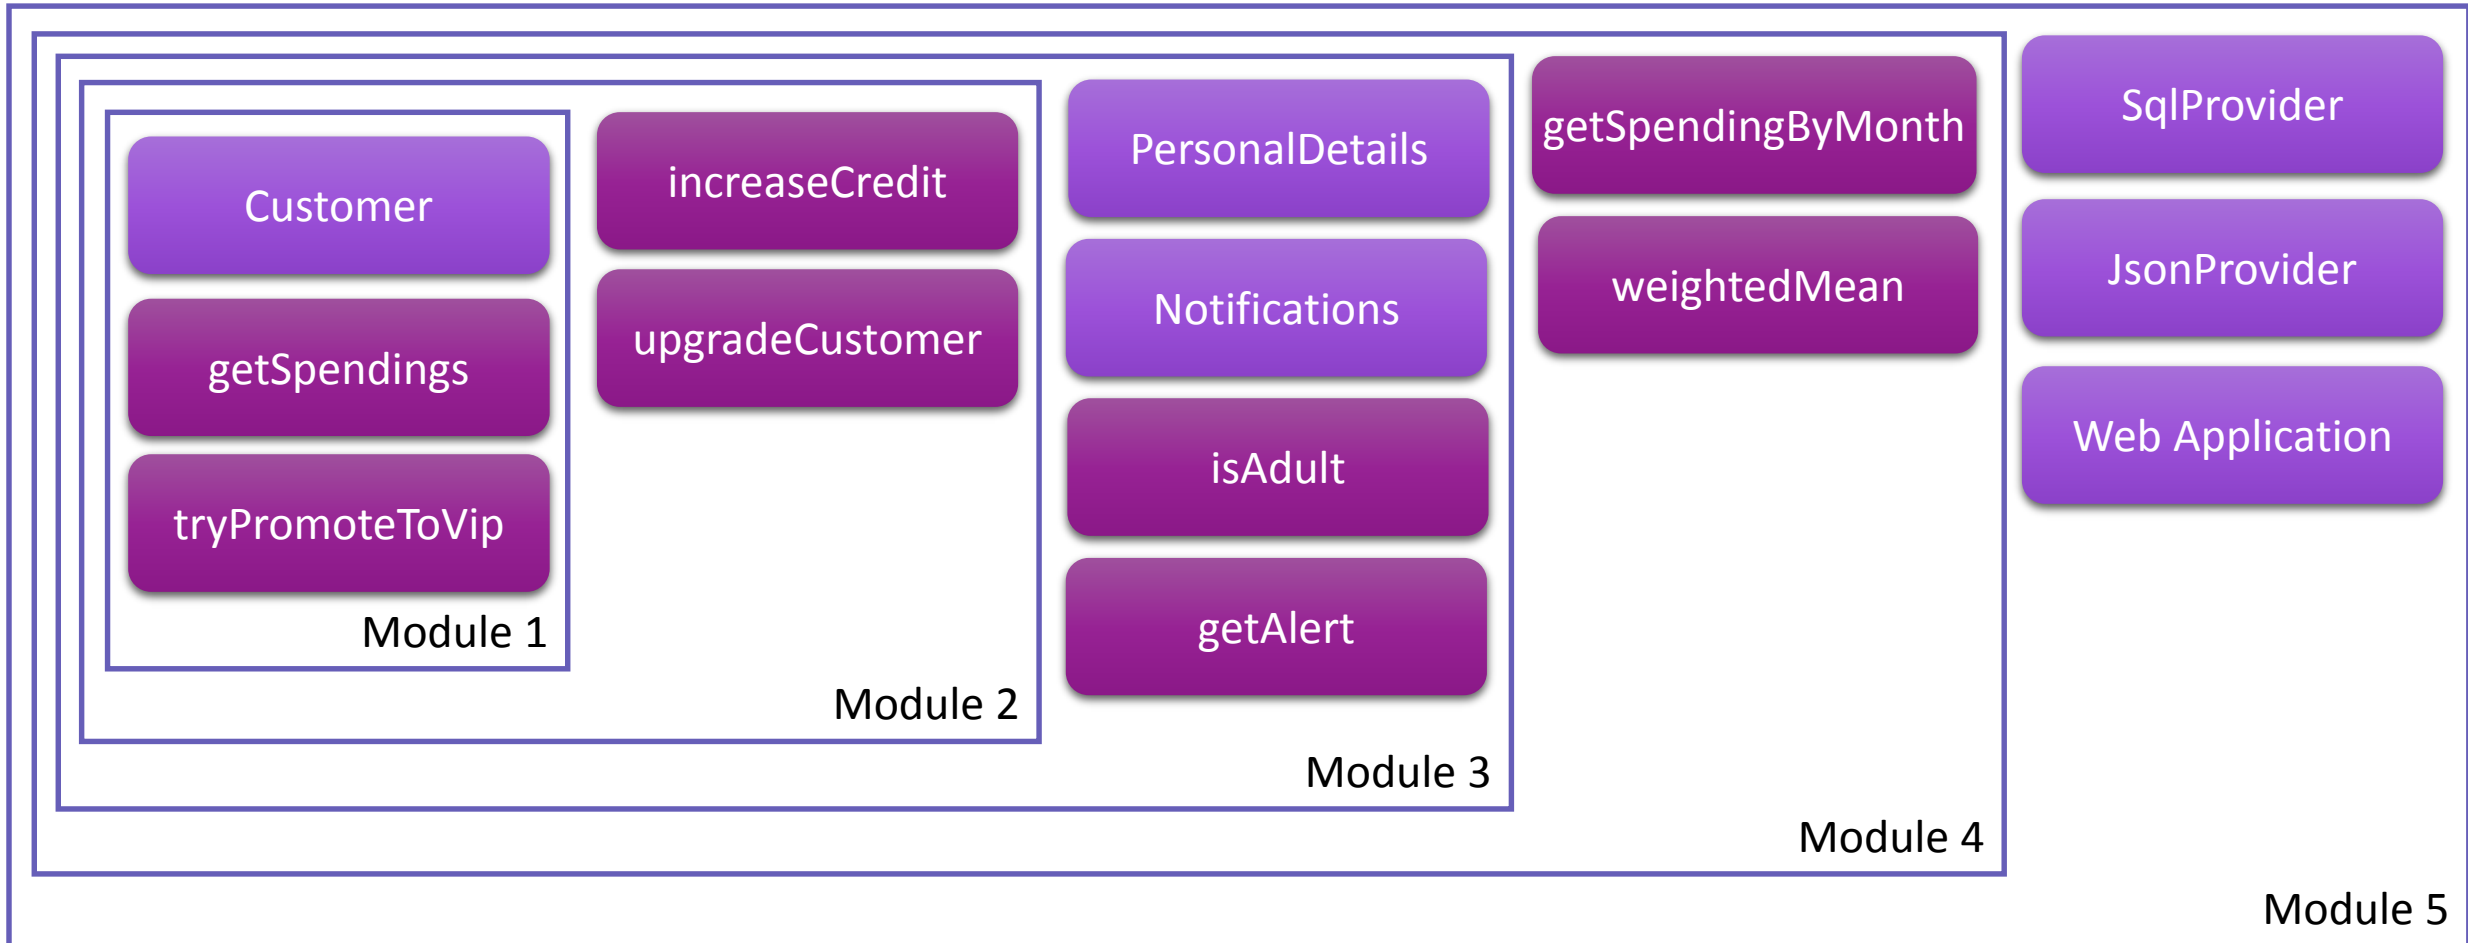 Customer
getSpendings
tryPromoteToVip
Module 1
increaseCredit
upgradeCustomer
Module 2
PersonalDetails
Notifications
isAdult
getAlert
Module 3
getSpendingByMonth
weightedMean
Module 4
SqlProvider
JsonProvider
Web Application
Module 5